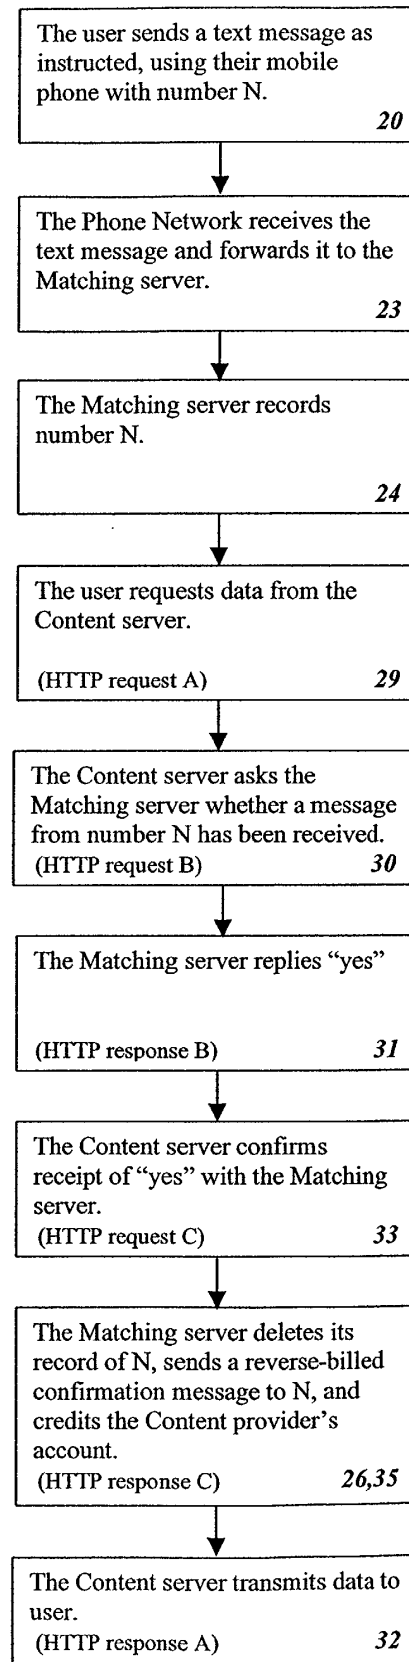 The user sends a text message as
instructed, using their mobile
phone with number N.
20
The Phone Network receives the
text message and forwards it to the
Matching server.
23
The Matching server records
number N.
24
The user requests data from the
Content server.
(HTTP request A) 29
The Content server asks the
Matching server whether a message
from number N has been received.
(HTTP request B) 30
The Matching server replies “yes”
(HTTP response B) 31
The Content server confirms
receipt of “yes” with the Matching
server.
(HTTP request C) 33
The Matching server deletes its
record of N, sends a reverse-billed
confirmation message to N, and
credits the Content provider’s
account.
(HTTP response C) 26,35
The Content server transmits data to
user.
(HTTP response A) 32